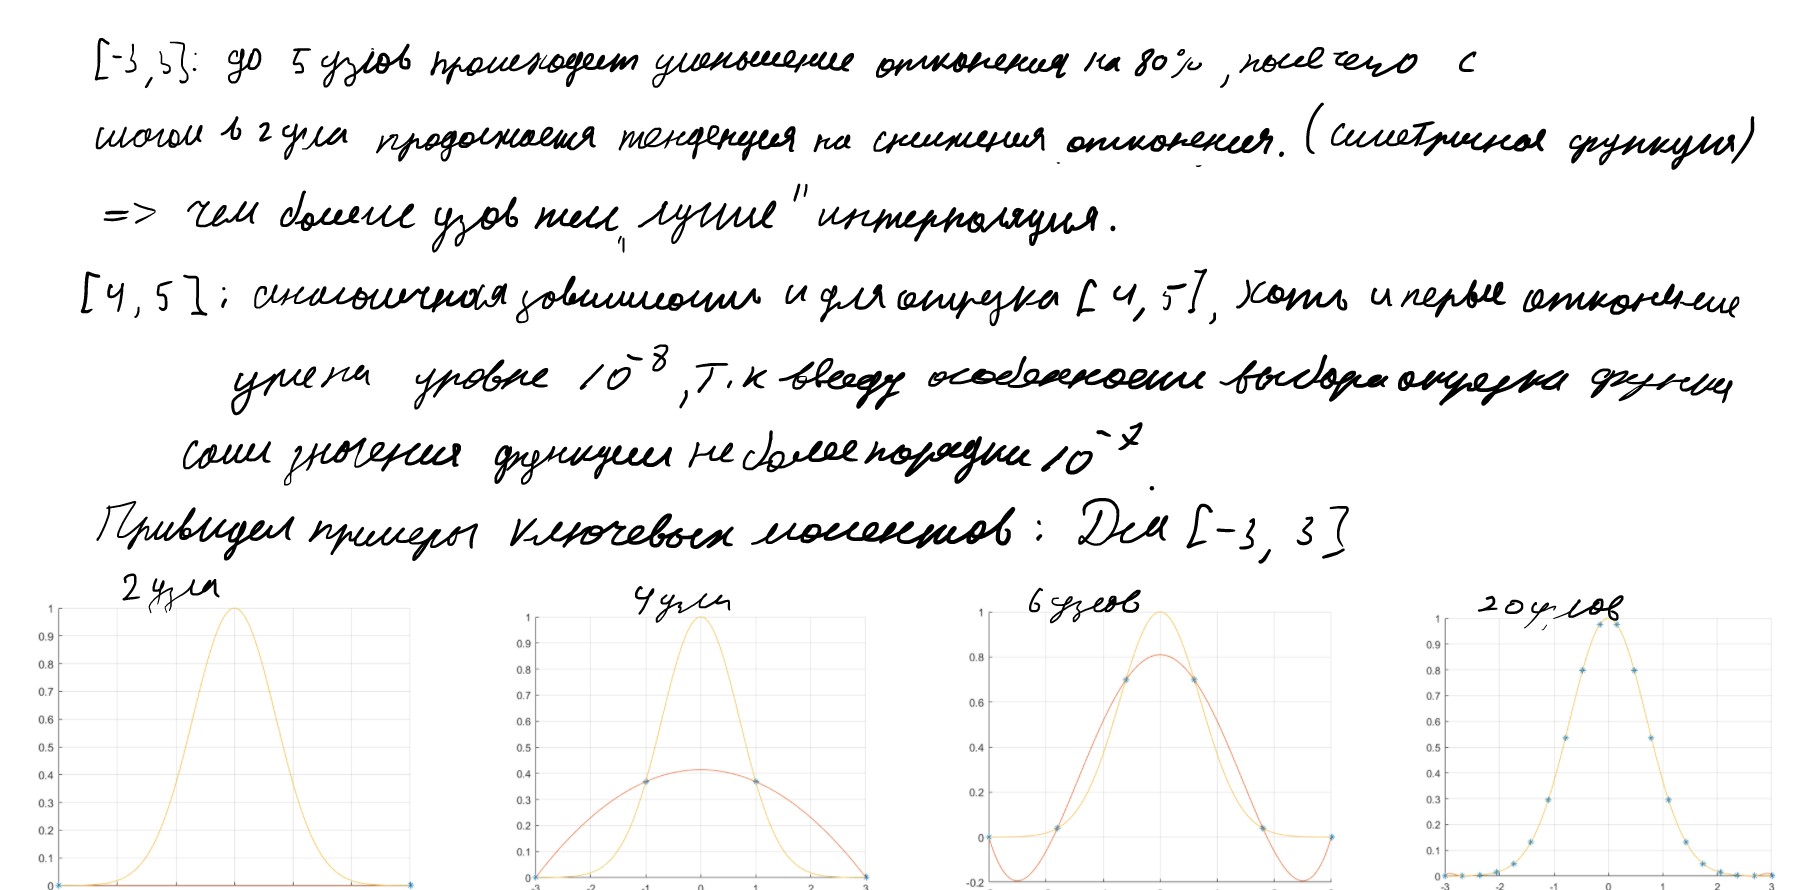 [-3,3]: до 5 узлов происходит уменьшение отклонения на 80%, после чего с
шагом в 2 узла продолжается тенденция на снижения отклонения. (симетричная функция)
=> чем больше узов тем „лучше" интерполяция.
[4, 5]: аналогичная зависимость и для отрезка [4, 5], хоть и первые отклонение
уже на уровне 10^-8, т.к ввиду особенности выбора отрезка функции
сами значения функции не более порядки 10^-7
Приведел примеры ключевых моментов: Для [-3, 3]
2 узла 4 узла 6 узлов 20 узлов
1 0.9 0.8 0.7 0.6 0.5 0.4 0.3 0.2 0.1 0
1 0.9 0.8 0.7 0.6 0.5 0.4 0.3 0.2 0.1 0
-3 -2 -1 0 1 2 3
1 0.8 0.6 0.4 0.2 0 -0.2
1 0.9 0.8 0.7 0.6 0.5 0.4 0.3 0.2 0.1 0
-3 -2 -1 0 1 2 3